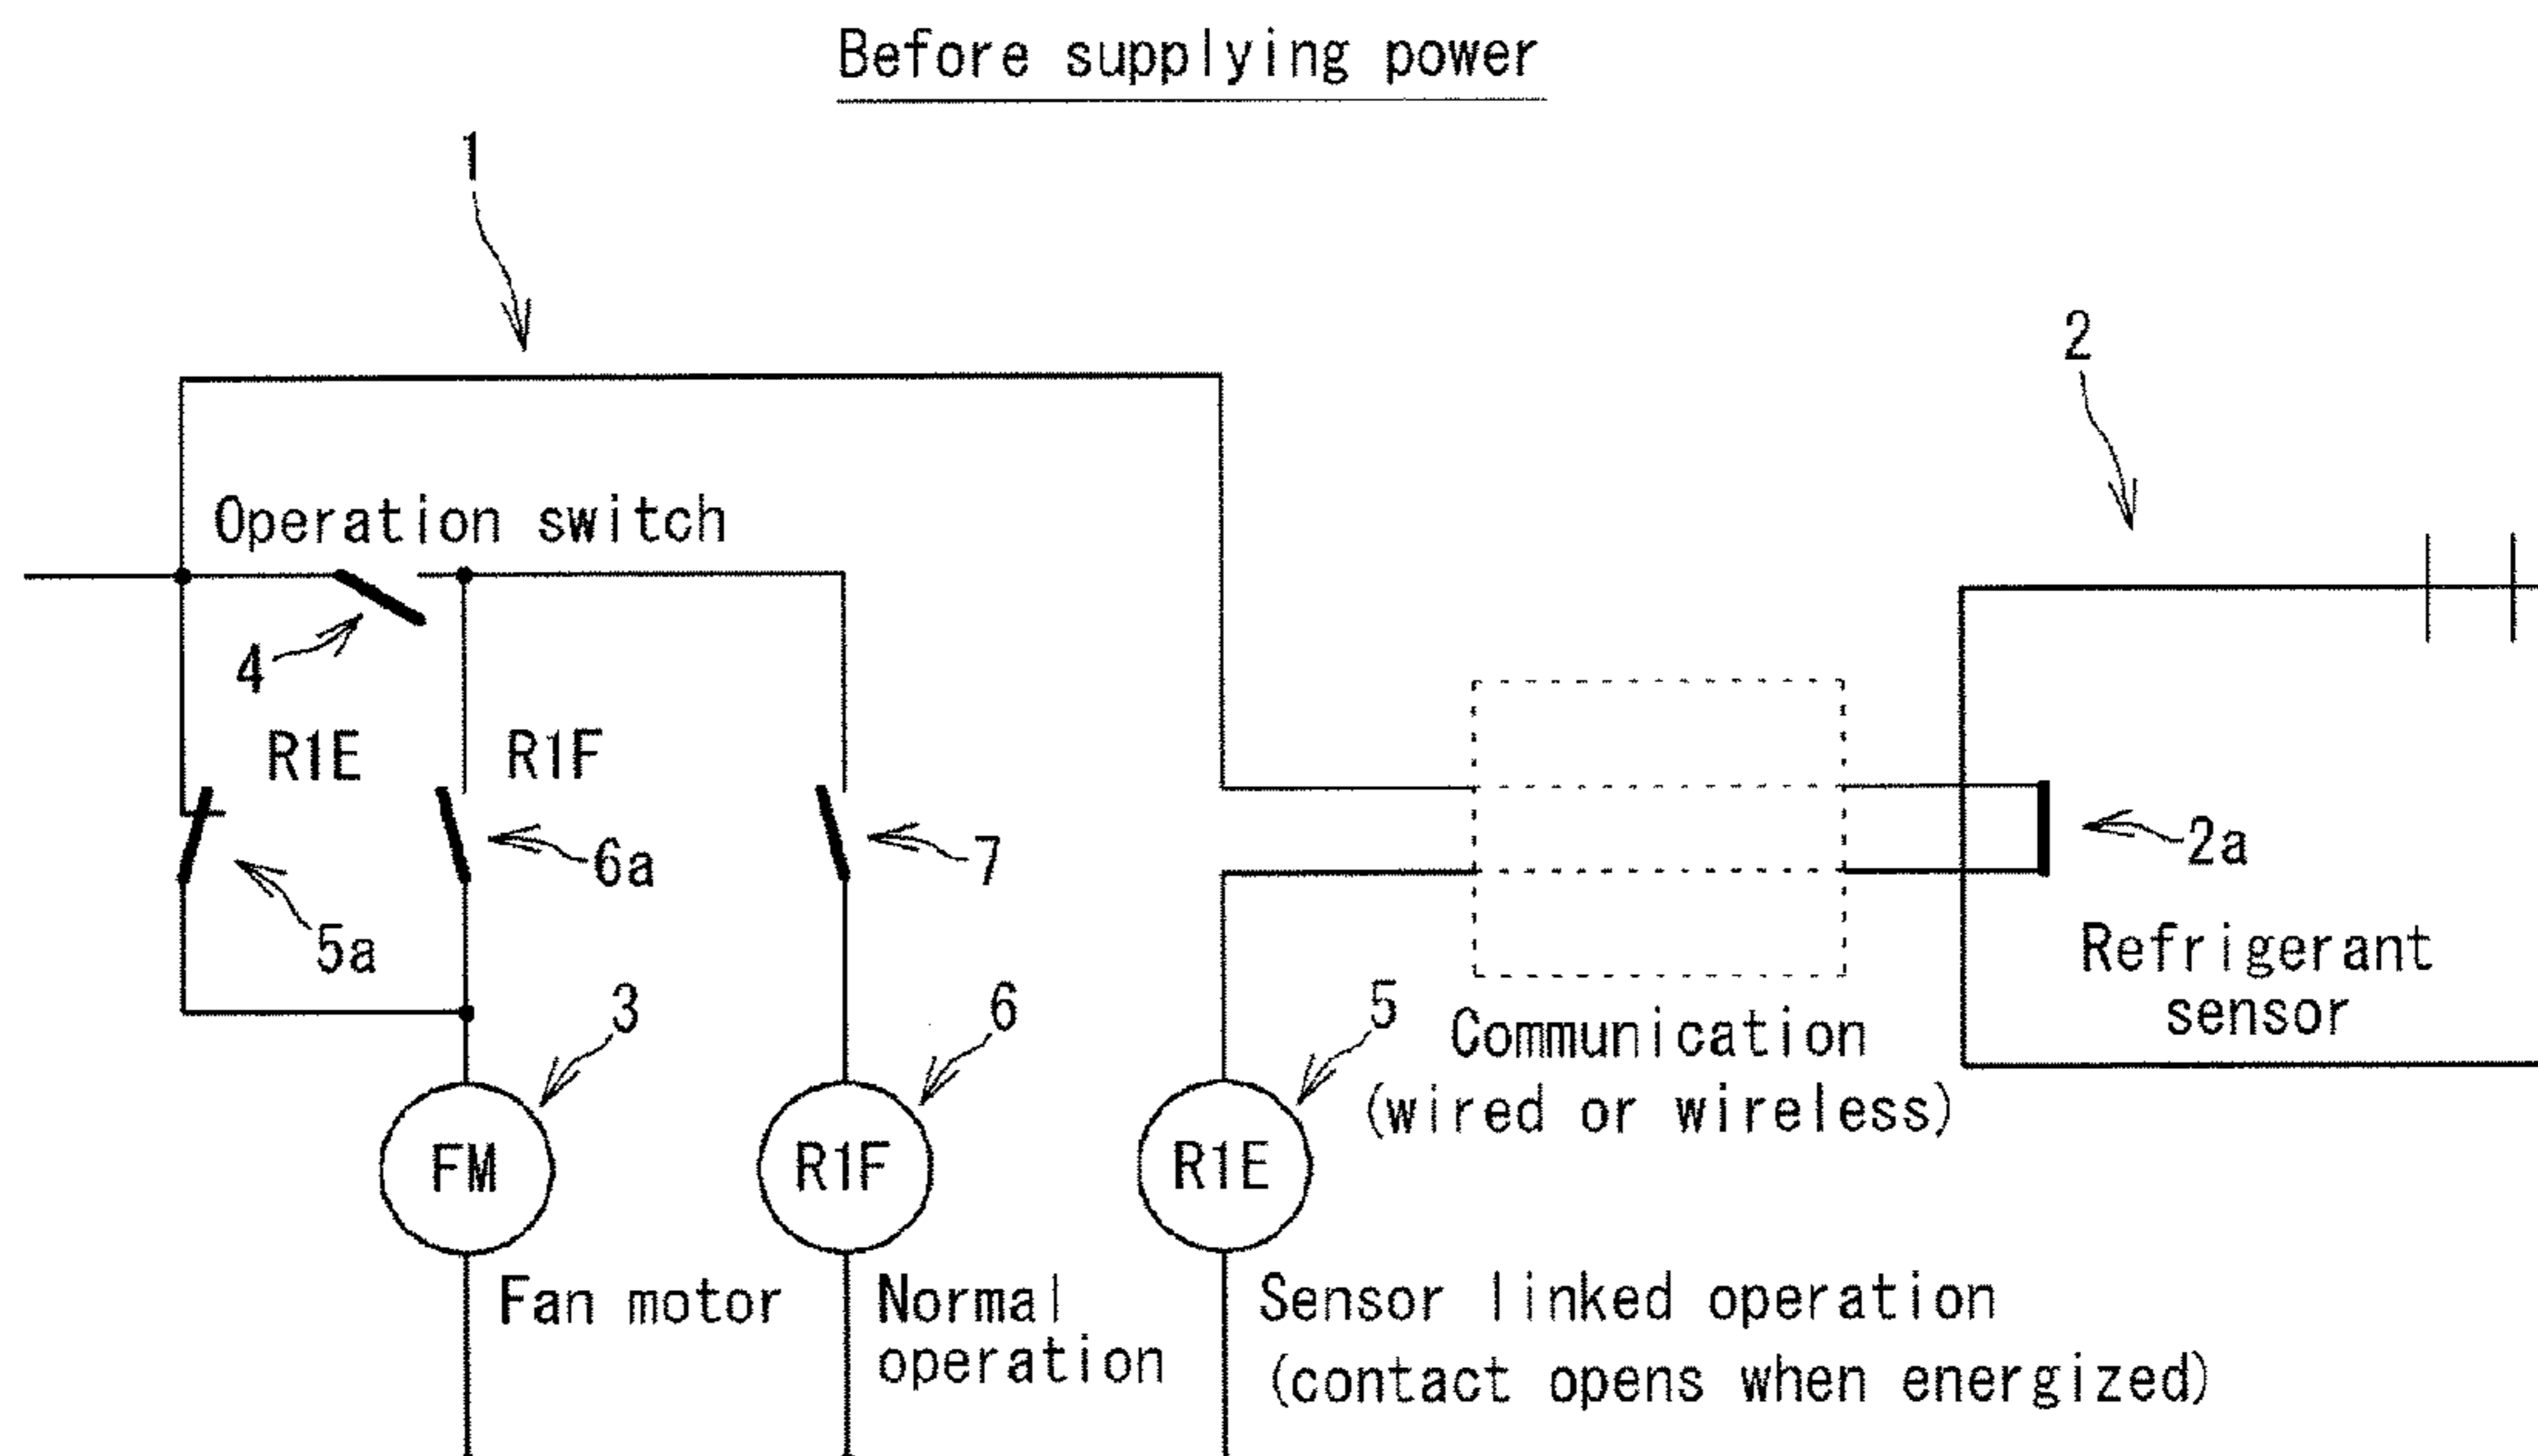 Before supplying power
1
2
Operation switch
4
R1E
R1F
6a
7
2a
5a
Refrigerant
sensor
3
6
5
Communication
(wired or wireless)
FM
R1F
R1E
Fan motor
Normal
operation
Sensor linked operation
(contact opens when energized)